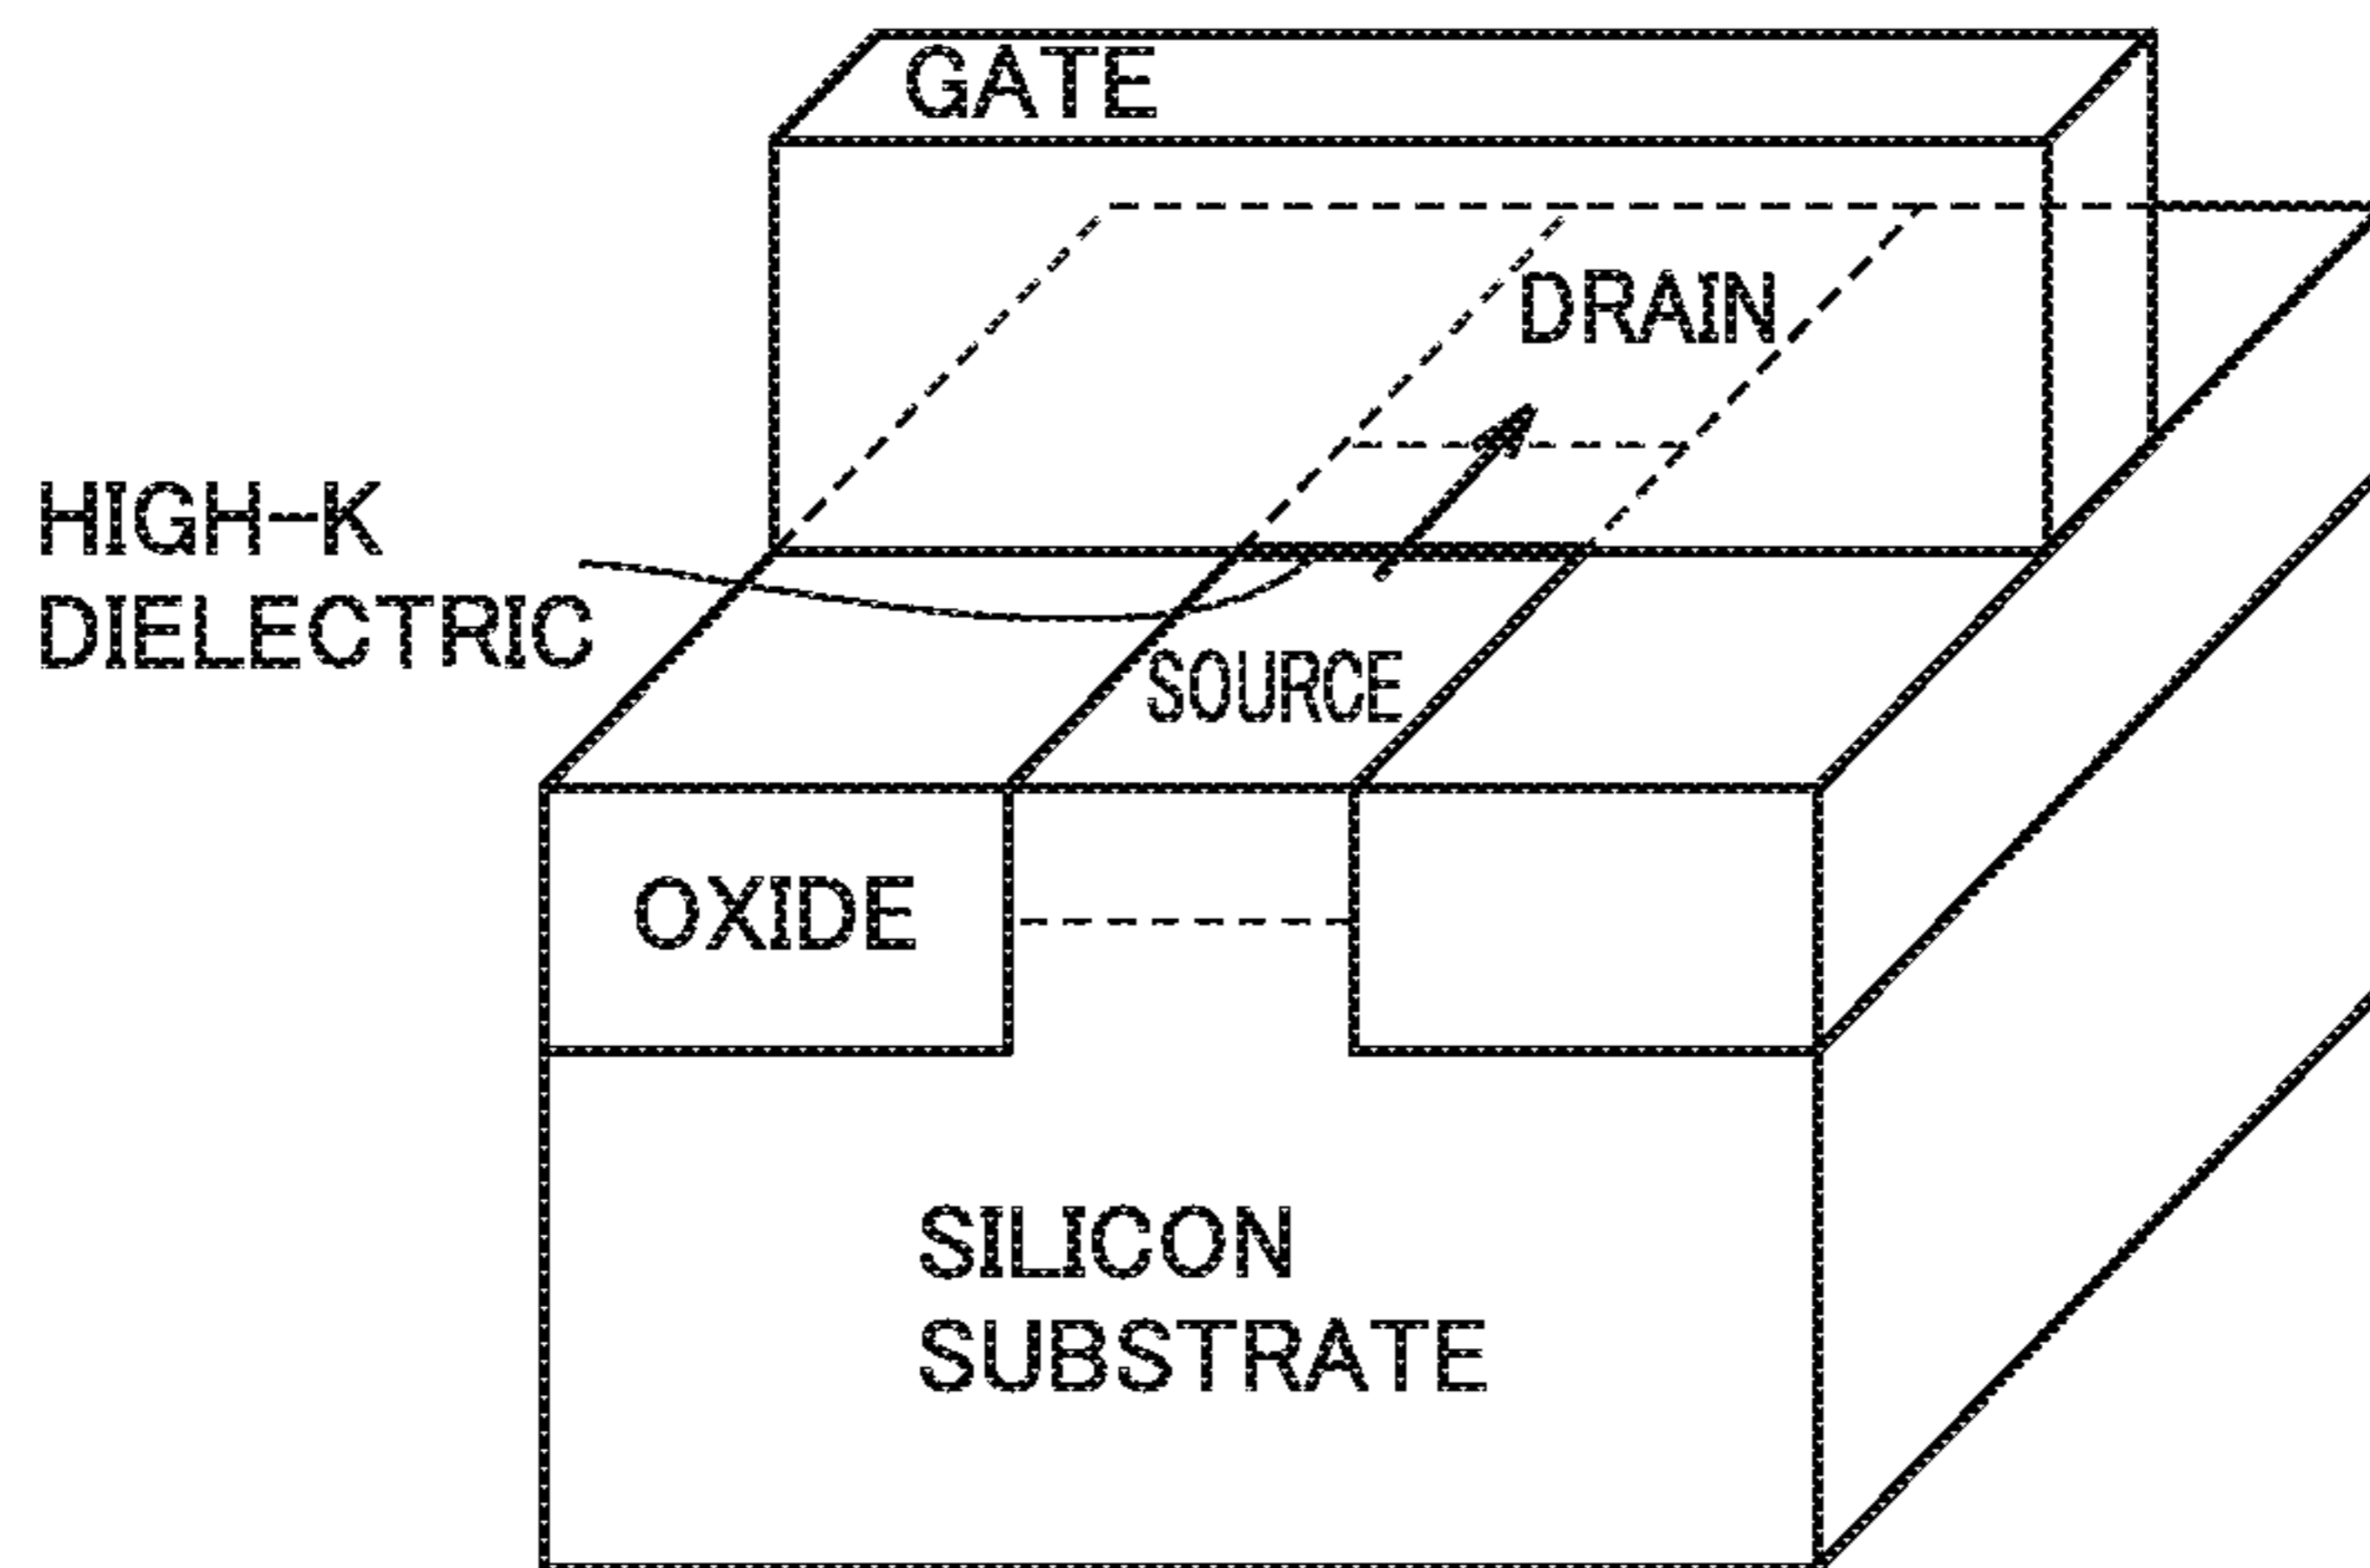 GATE
DRAIN
HIGH-K
DIELECTRIC
SOURCE
OXIDE
SILICON
SUBSTRATE